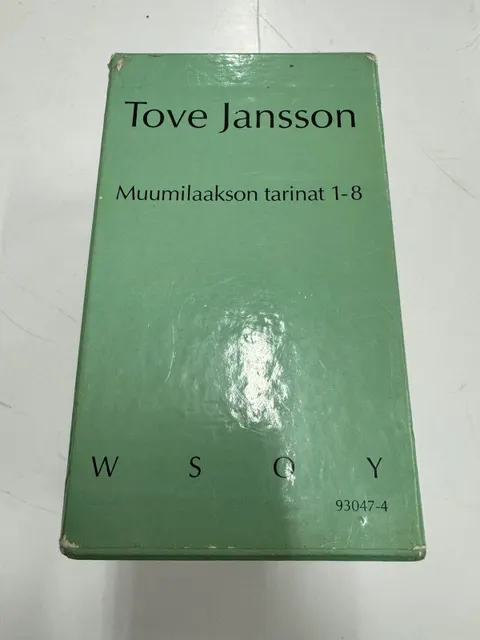 Tove Jansson
Muumilaakson tarinat 1-8
W S O Y
93047-4